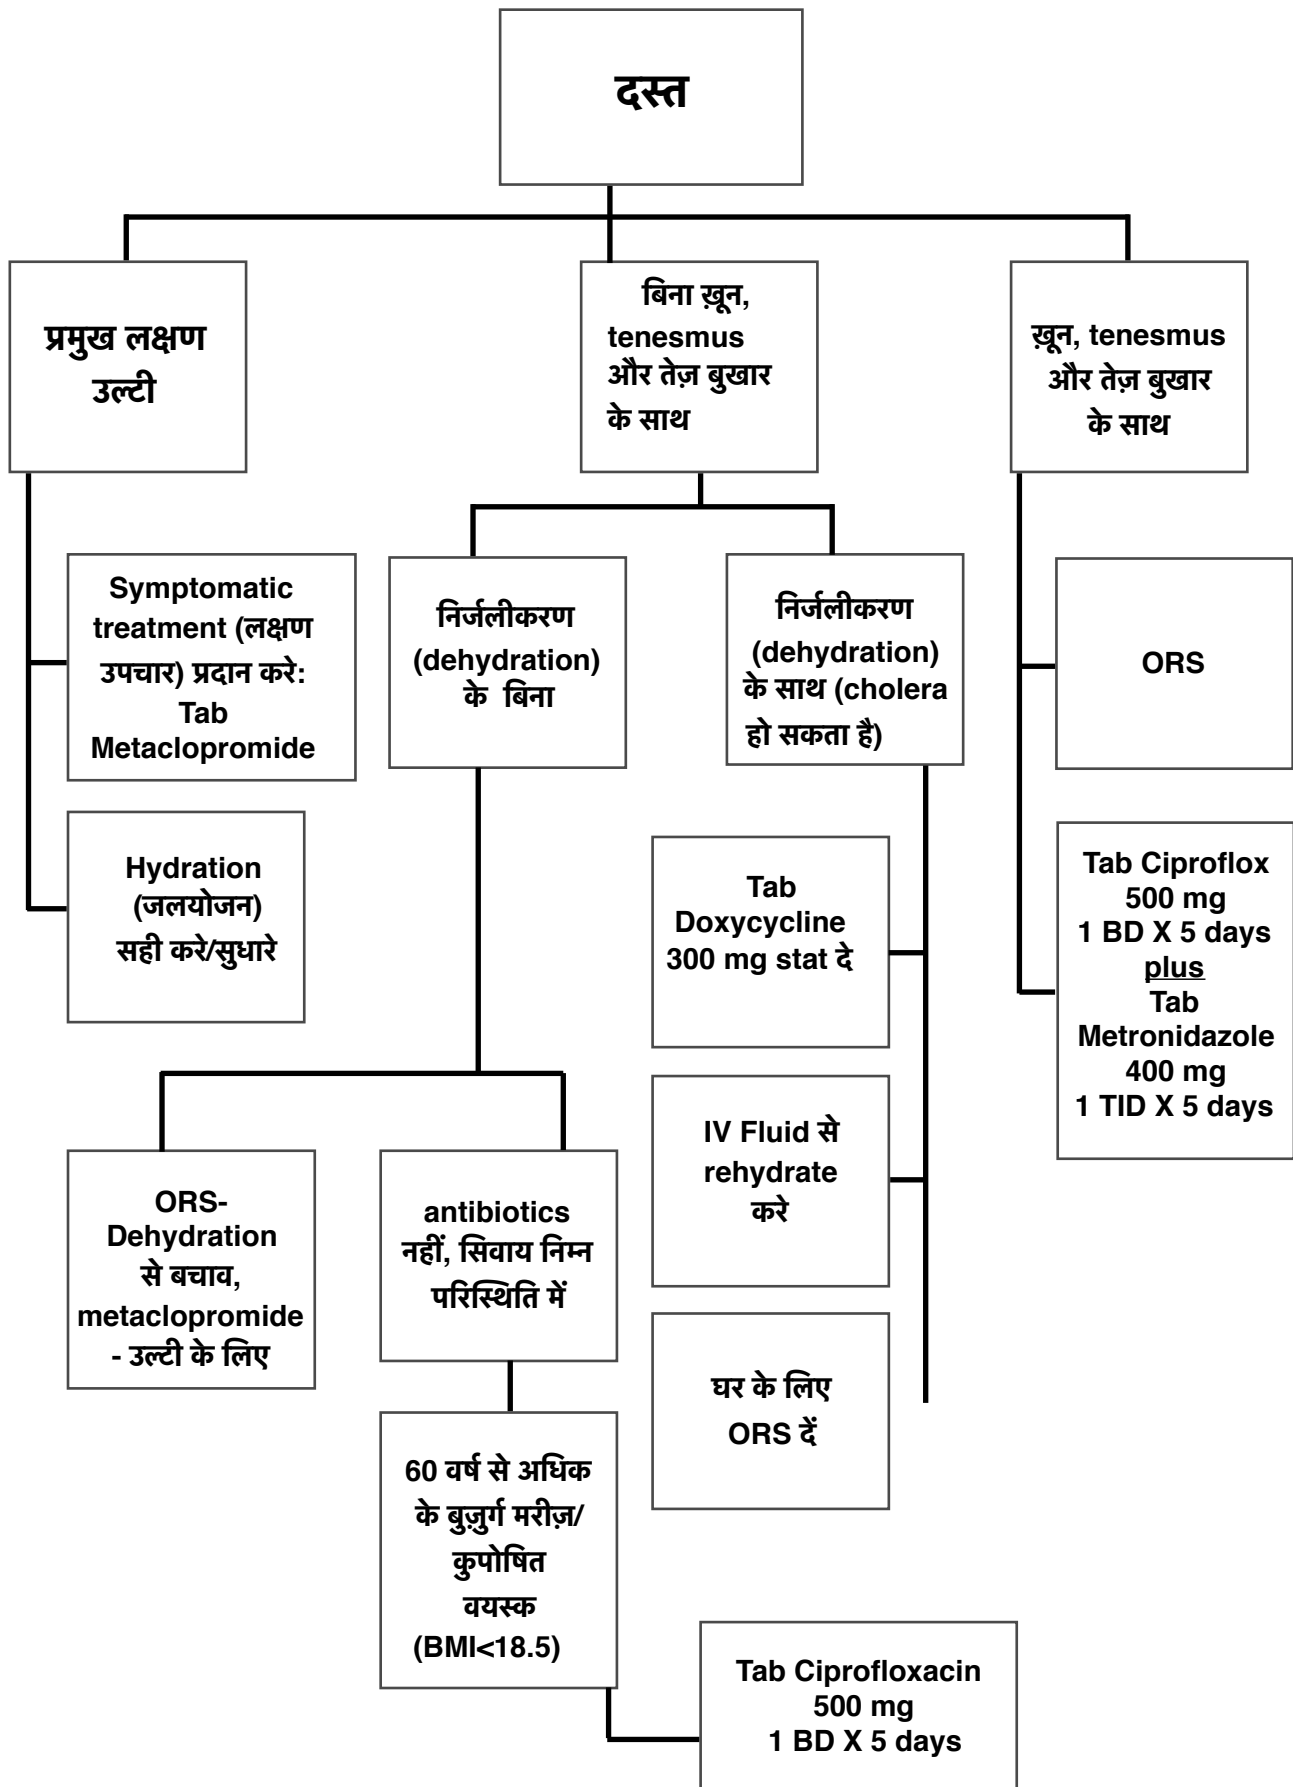 दस्त
प्रमुख लक्षण
उल्टी
बिना ख़ून,
tenesmus
और तेज़ बुखार
के साथ
ख़ून, tenesmus
और तेज़ बुखार
के साथ
Symptomatic
treatment (लक्षण
उपचार) प्रदान करे:
Tab
Metaclopromide
निर्जलीकरण
(dehydration)
के बिना
निर्जलीकरण
(dehydration)
के साथ (cholera
हो सकता है)
ORS
Hydration
(जलयोजन)
सही करे/सुधारे
Tab
Doxycycline
300 mg stat दे
Tab Ciproflox
500 mg
1 BD X 5 days
plus
Tab
Metronidazole
400 mg
1 TID X 5 days
IV Fluid से
rehydrate
करे
ORS-
Dehydration
से बचाव,
metaclopromide
- उल्टी के लिए
antibiotics
नहीं, सिवाय निम्न
परिस्थिति में
घर के लिए
ORS दें
60 वर्ष से अधिक
के बुज़ुर्ग मरीज़/
कुपोषित
वयस्क
(BMI<18.5)
Tab Ciprofloxacin
500 mg
1 BD X 5 days